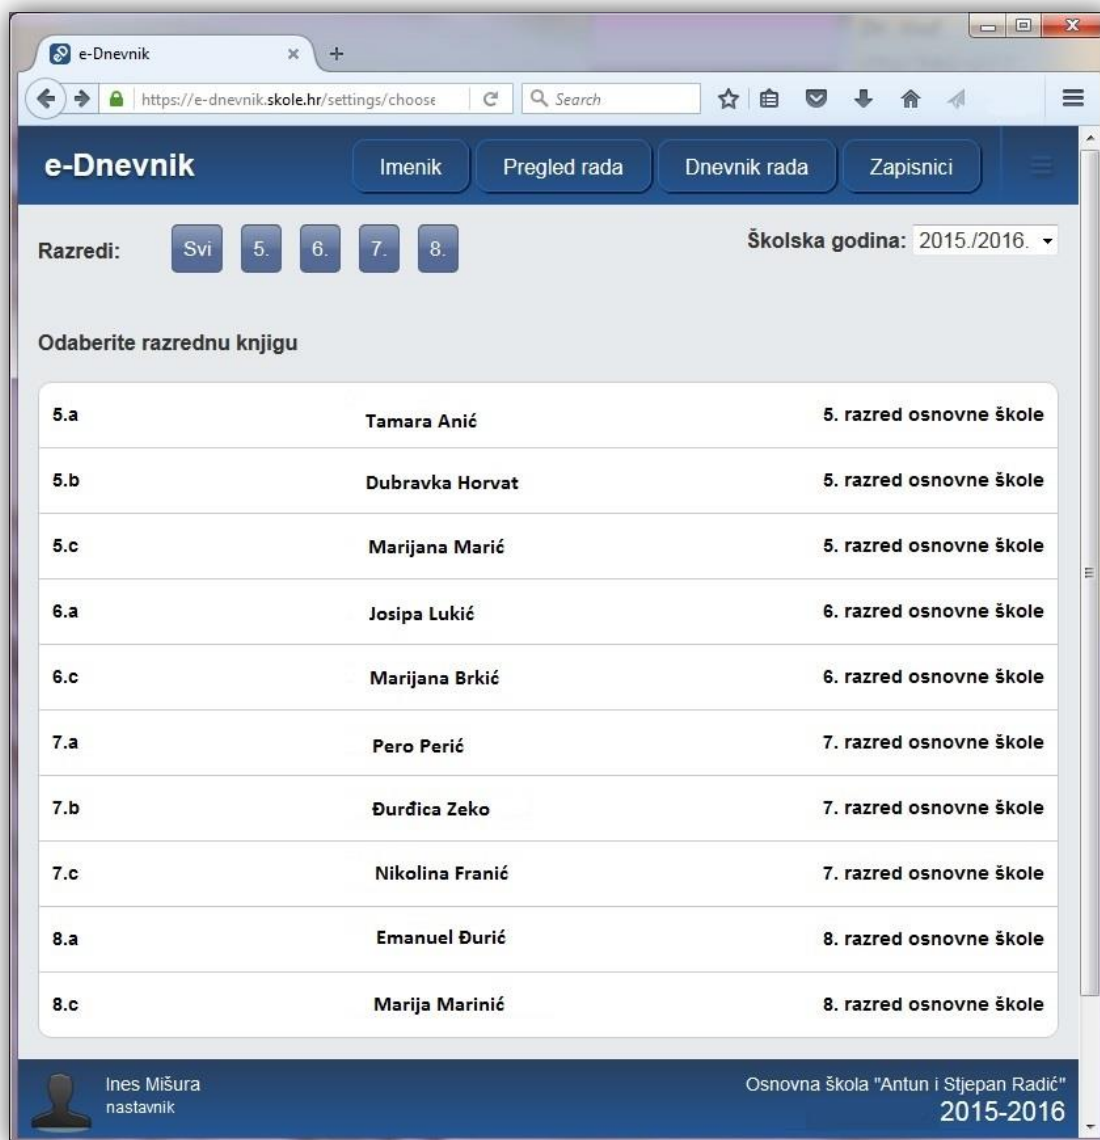 e-Dnevnik
https://e-dnevnik.skole.hr/settings/choose
Search
e-Dnevnik Imenik Pregled rada Dnevnik rada Zapisnici
Razredi: Svi 5. 6. 7. 8. Školska godina: 2015./2016.
Odaberite razrednu knjigu
5.a Tamara Anić 5. razred osnovne škole
5.b Dubravka Horvat 5. razred osnovne škole
5.c Marijana Marić 5. razred osnovne škole
6.a Josipa Lukić 6. razred osnovne škole
6.c Marijana Brkić 6. razred osnovne škole
7.a Pero Perić 7. razred osnovne škole
7.b Đurđica Zeko 7. razred osnovne škole
7.c Nikolina Franić 7. razred osnovne škole
8.a Emanuel Đurić 8. razred osnovne škole
8.c Marija Marinić 8. razred osnovne škole
Ines Mišura Osnovna škola "Antun i Stjepan Radić"
nastavnik 2015-2016